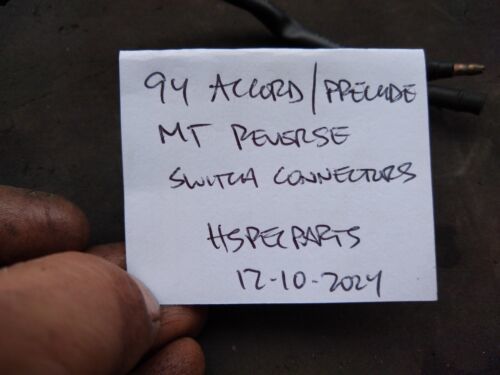 94 ACCORD/PRELUDE
MT REVERSE
SWITCH CONNECTORS
HSPECPARTS
12-10-2024